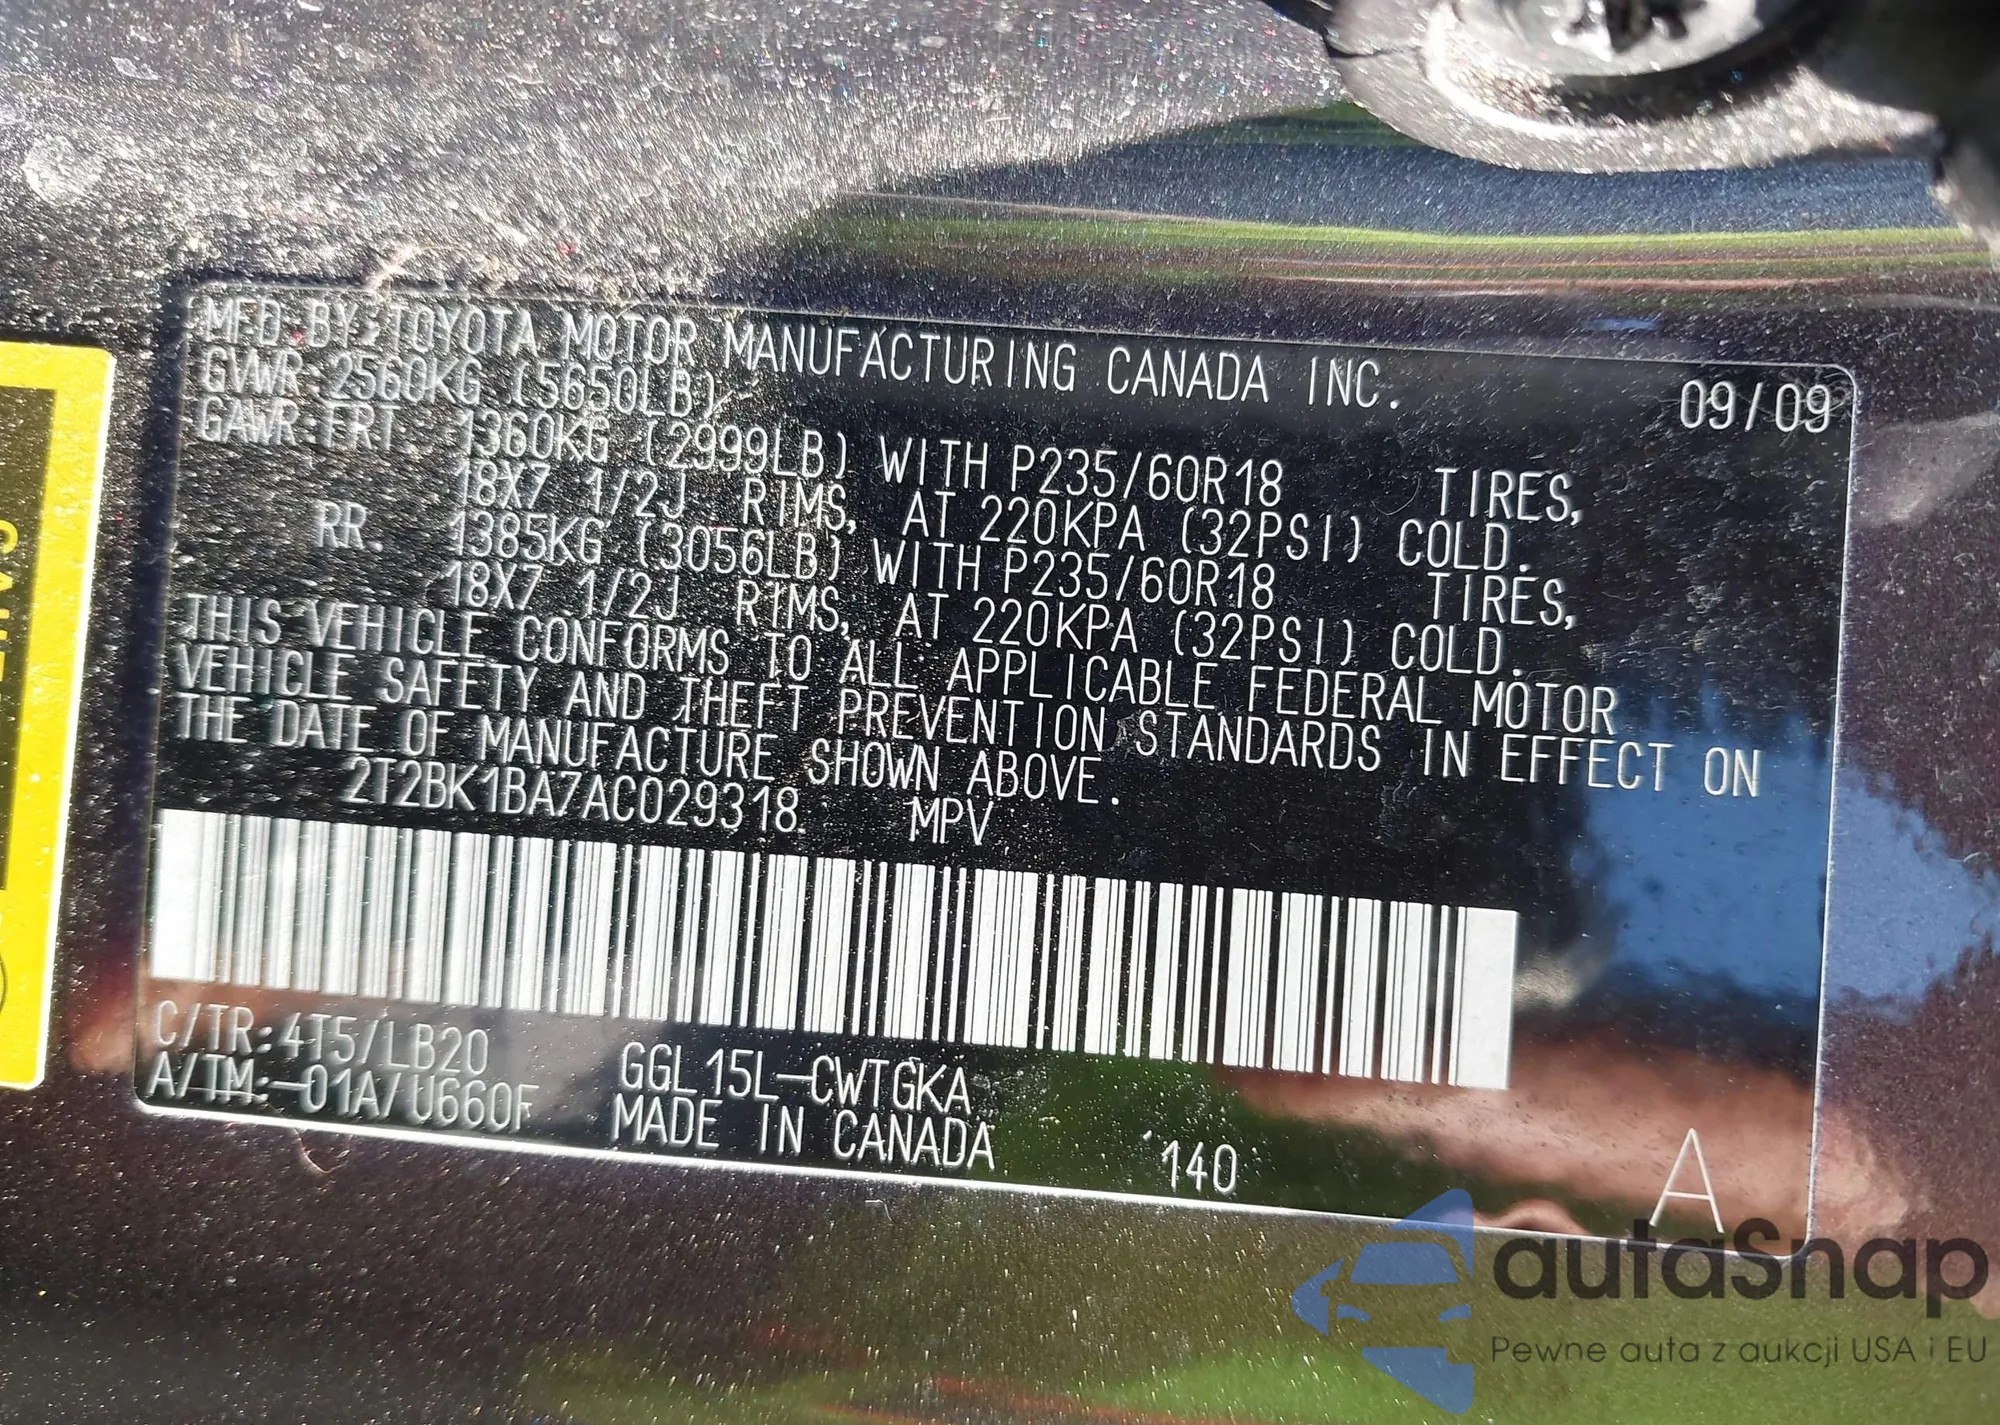 MFD BY: TOYOTA MOTOR MANUFACTURING CANADA INC. 09/09
GVWR 2560KG (5650LB)
GAWR FRT. 1360KG (2999LB) WITH P235/60R18 TIRES,
18X7 1/2J RIMS, AT 220KPA (32PSI) COLD.
RR. 1385KG (3056LB) WITH P235/60R18 TIRES,
18X7 1/2J RIMS, AT 220KPA (32PSI) COLD.
THIS VEHICLE CONFORMS TO ALL APPLICABLE FEDERAL MOTOR
VEHICLE SAFETY AND THEFT PREVENTION STANDARDS IN EFFECT ON
THE DATE OF MANUFACTURE SHOWN ABOVE.
2T2BK1BA7AC029318 MPV
C/TR:4T5/LB20 GGL15L-CWTGKA
A/TM:-01A/U660F MADE IN CANADA 140 A
autaSnap
Pewne auta z aukcji USA i EU